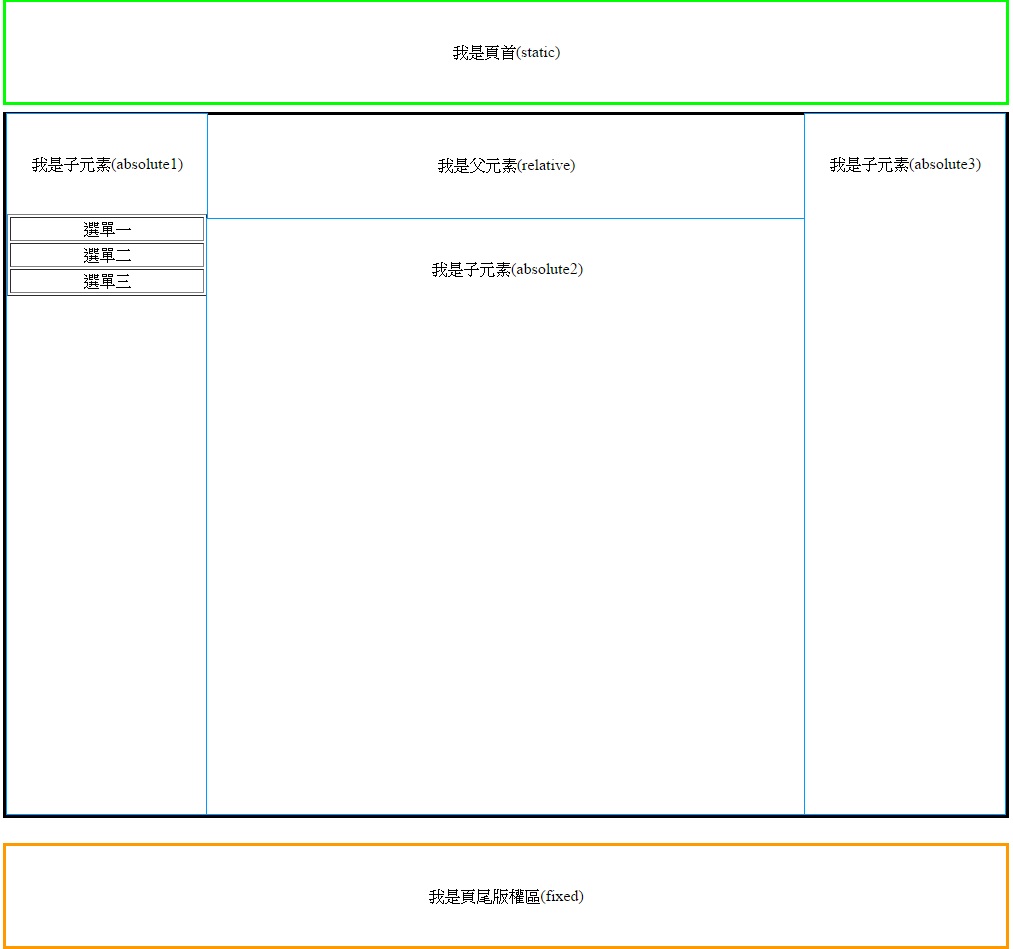 我是頁首(static)
我是子元素(absolute1)
我是父元素(relative)
我是子元素(absolute3)
選單一
選單二
選單三
我是子元素(absolute2)
我是頁尾版權區(fixed)